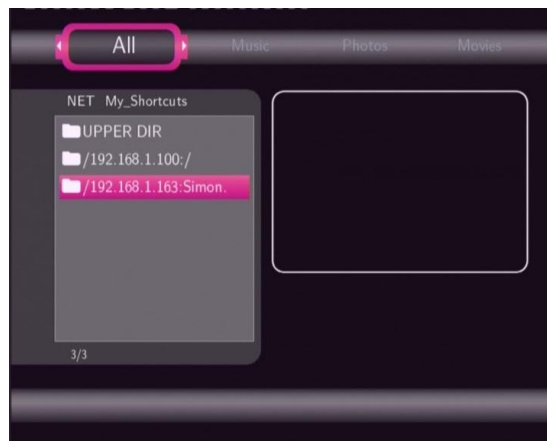 All Music Photos Movies
NET My_Shortcuts
UPPER DIR
/192.168.1.100:/
/192.168.1.163:Simon.
3/3